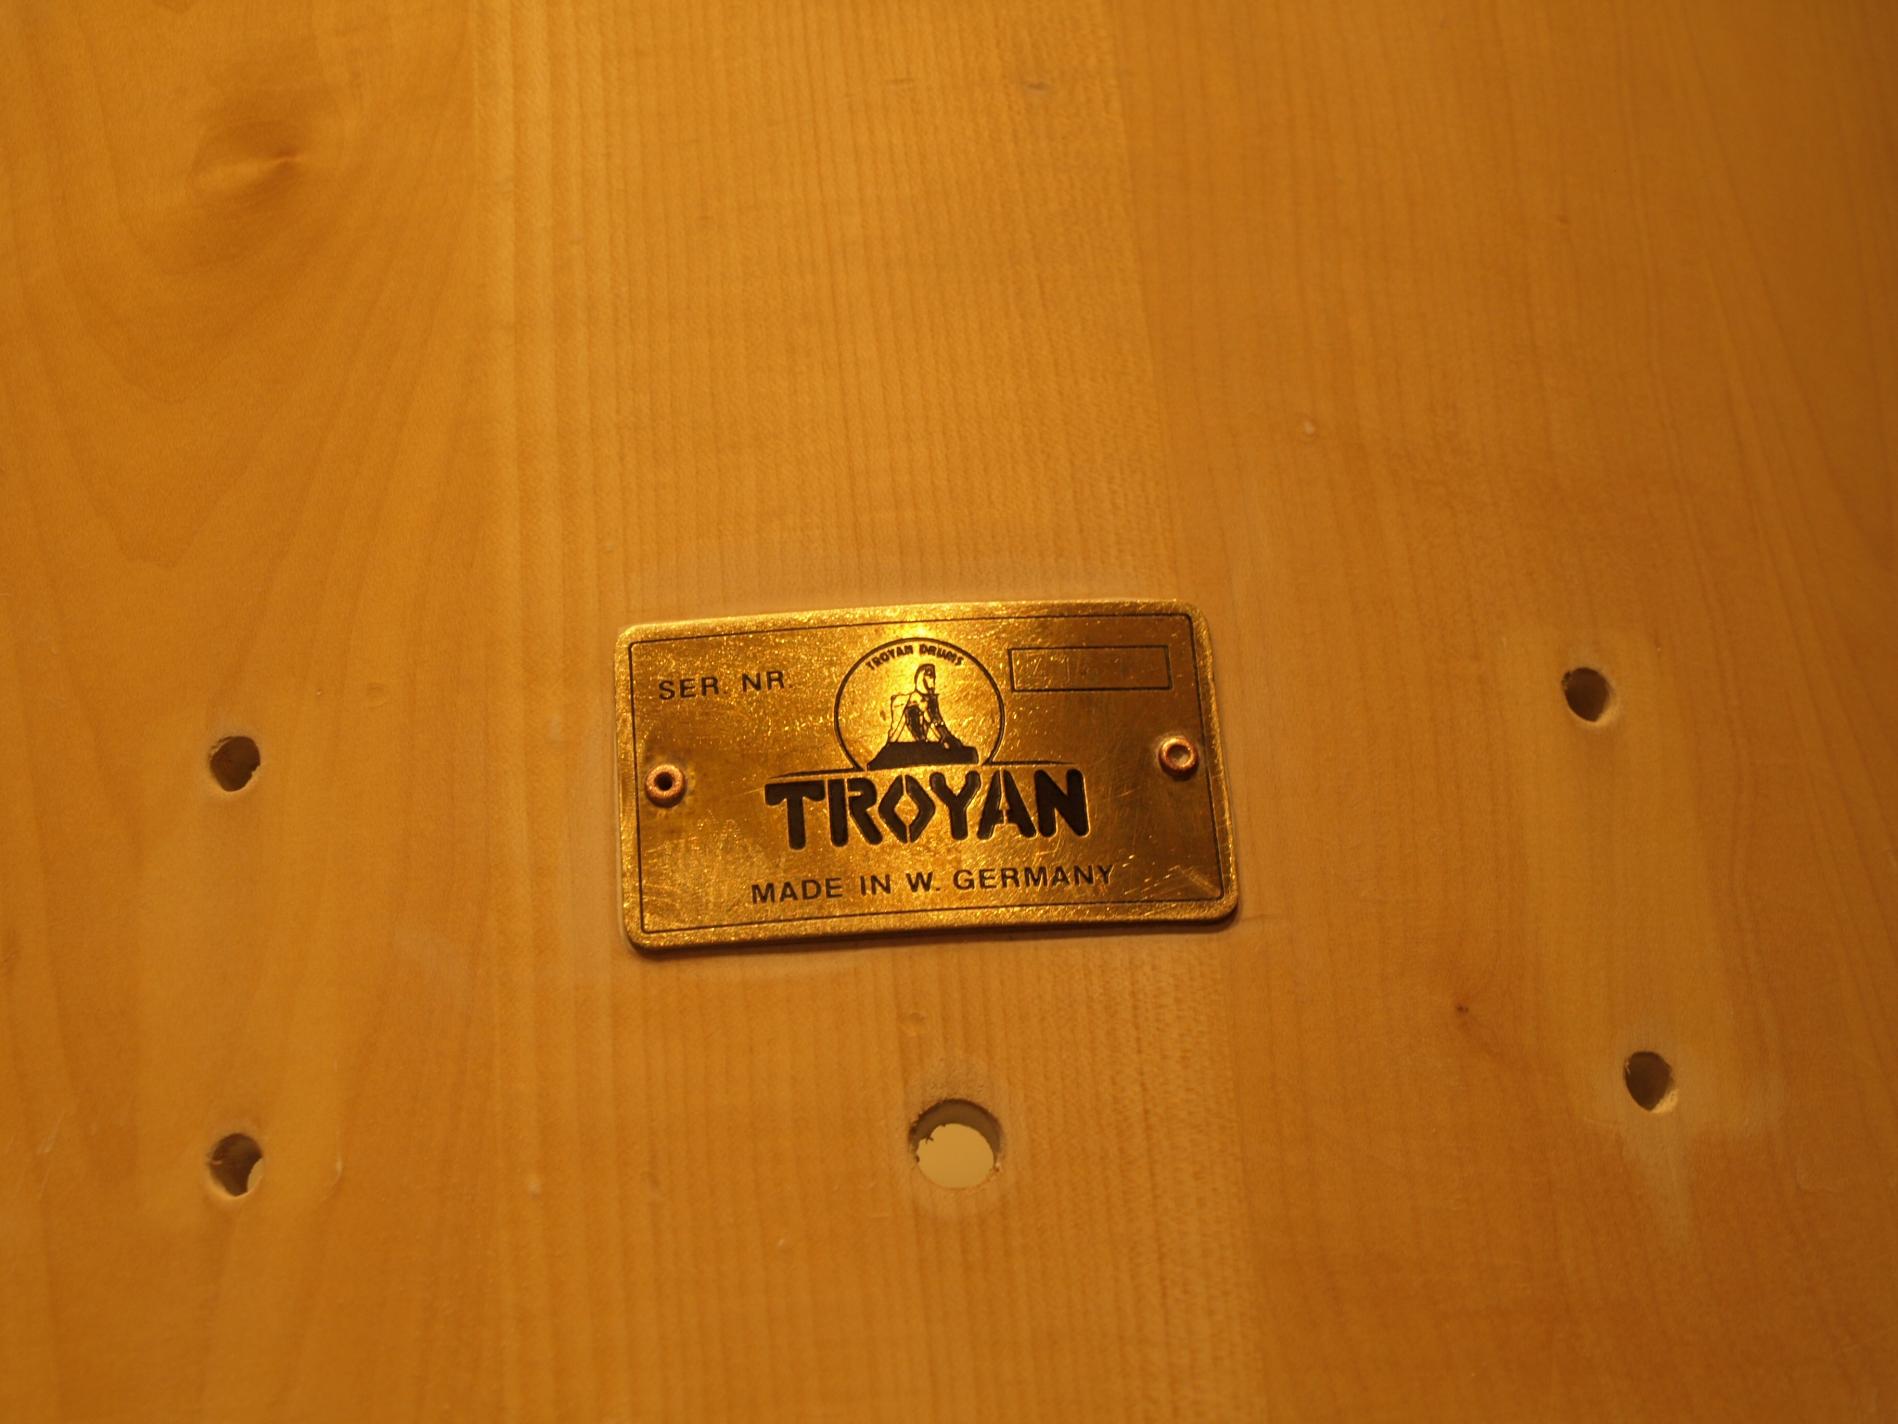 SER. NR.
TROYAN DRUMS
TROYAN
MADE IN W. GERMANY